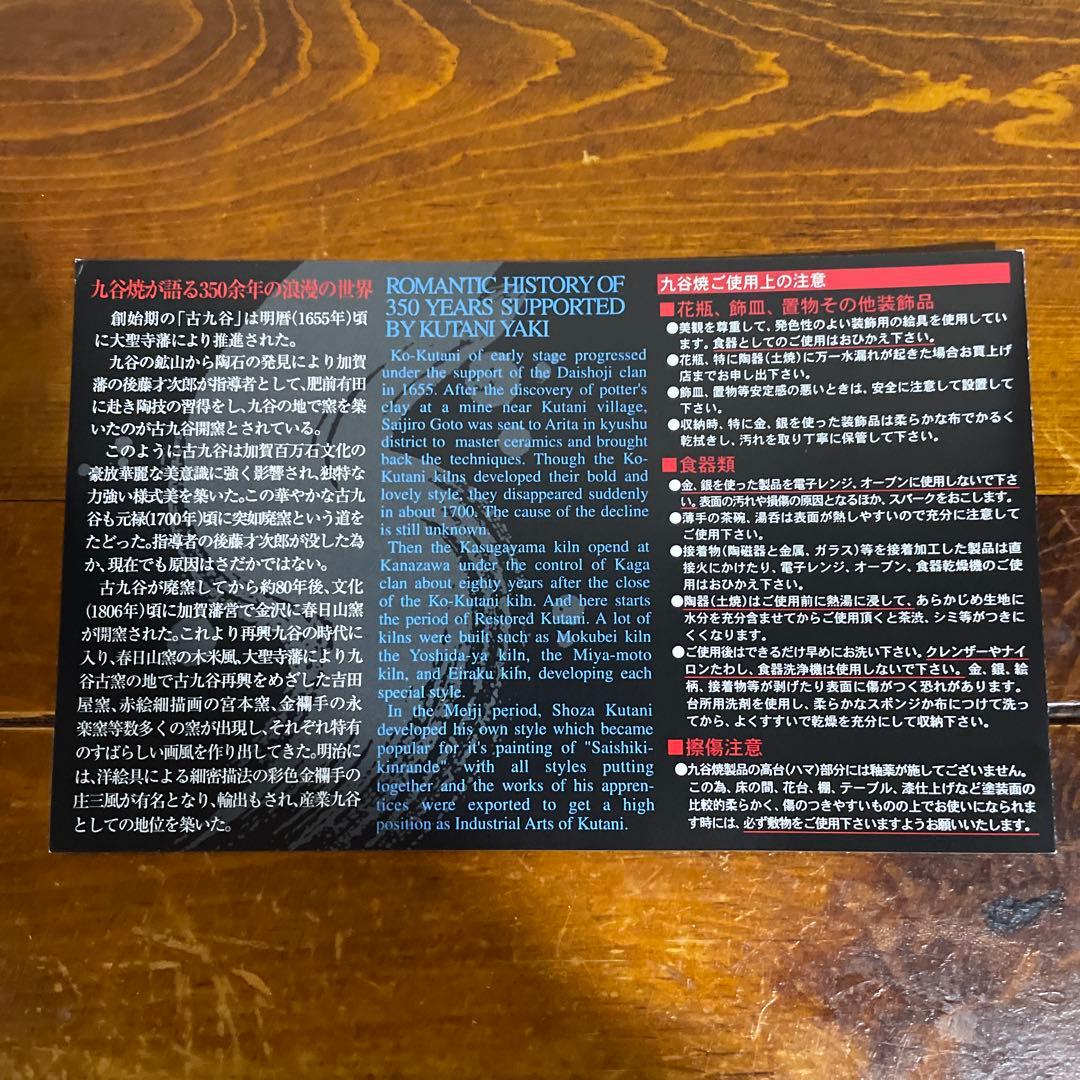 九谷焼が語る350余年の浪漫の世界
創始期の「古九谷」は明暦(1655年)頃
に大聖寺藩により推進された。
九谷の鉱山から陶石の発見により加賀
藩の後藤才次郎が指導者として、肥前有田
に赴き陶技の習得をし、九谷の地で窯を築
いたのが古九谷開窯とされている。
このように古九谷は加賀百万石文化の
豪放華麗な美意識に強く影響され、独特な
力強い様式美を築いた。この華やかな古九
谷も元禄(1700年)頃に突如廃窯という道を
たどった。指導者の後藤才次郎が没した為
か、現在でも原因はさだかではない。
古九谷が廃窯してから約80年後、文化
(1806年)頃に加賀藩営で金沢に春日山窯
が開窯された。これより再興九谷の時代に
入り、春日山窯の木米風、大聖寺藩により九
谷古窯の地で古九谷再興をめざした吉田
屋窯、赤絵細描画の宮本窯、金襴手の永
楽窯等数多くの窯が出現し、それぞれ特有
のすばらしい画風を作り出してきた。明治に
は、洋絵具による細密描法の彩色金襴手の
庄三風が有名となり、輸出もされ、産業九谷
としての地位を築いた。
ROMANTIC HISTORY OF
350 YEARS SUPPORTED
BY KUTANI YAKI
Ko-Kutani of early stage progressed
under the support of the Daishoji clan
in 1655. After the discovery of potter's
clay at a mine near Kutani village,
Saijiro Goto was sent to Arita in kyushu
district to master ceramics and brought
back the techniques. Though the Ko-
Kutani kilns developed their bold and
lovely style, they disappeared suddenly
in about 1700. The cause of the decline
is still unknown.
Then the Kasugayama kiln opend at
Kanazawa under the control of Kaga
clan about eighty years after the close
of the Ko-Kutani kiln. And here starts
the period of Restored Kutani. A lot of
kilns were built such as Mokubei kiln
the Yoshida-ya kiln, the Miya-moto
kiln, and Eiraku kiln, developing each
special style.
In the Meiji period, Shoza Kutani
developed his own style which became
popular for it's painting of "Saishiki-
kinrande" with all styles putting
together and the works of his appren-
tices were exported to get a high
position as Industrial Arts of Kutani.
九谷焼ご使用上の注意
■花瓶、飾皿、置物その他装飾品
●美観を尊重して、発色性のよい装飾用の絵具を使用してい
ます。食器としてのご使用はおひかえ下さい。
●花瓶、特に陶器(土焼)に万一水漏れが起きた場合お買上げ
店までお申し出下さい。
●飾皿、置物等安定感の悪いときは、安全に注意して設置して
下さい。
●収納時、特に金、銀を使った装飾品は柔らかな布でかるく
乾拭きし、汚れを取り丁寧に保管して下さい。
■食器類
●金、銀を使った製品を電子レンジ、オーブンに使用しないで下さ
い。表面の汚れや損傷の原因となるほか、スパークをおこします。
●薄手の茶碗、湯呑は表面が熱しやすいので充分に注意して
ご使用下さい。
●接着物(陶磁器と金属、ガラス)等を接着加工した製品は直
接火にかけたり、電子レンジ、オーブン、食器乾燥機のご使
用はおひかえ下さい。
●陶器(土焼)はご使用前に熱湯に浸して、あらかじめ生地に
水分を充分含ませてからご使用頂くと茶渋、シミ等がつきに
くくなります。
●ご使用後はできるだけ早めにお洗い下さい。クレンザーやナイ
ロンたわし、食器洗浄機は使用しないで下さい。金、銀、絵
柄、接着物等が剥げたり表面に傷がつく恐れがあります。
台所用洗剤を使用し、柔らかなスポンジか布につけて洗っ
てから、よくすすいで乾燥を充分にして収納下さい。
■擦傷注意
●九谷焼製品の高台(ハマ)部分には釉薬が施してございません。
この為、床の間、花台、棚、テーブル、漆仕上げなど塗装面の
比較的柔らかく、傷のつきやすいものの上でお使いになられま
す時には、必ず敷物をご使用下さいますようお願いいたします。